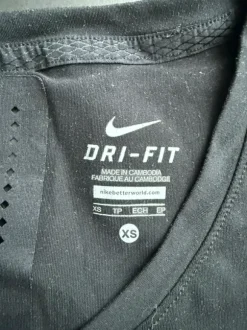 DRI-FIT
MADE IN CAMBODIA
FABRIQUE AU CAMBODGE
nikebetterworld.com
XS TP ECH EP
XS